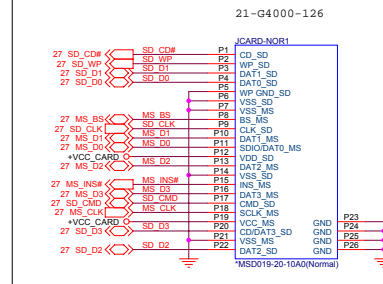 21-G4000-126
JCARD-NOR1
27 SD_CD# SD_CD# P1 CD_SD
27 SD_WP SD_WP P2 WP_SD
27 SD_D1 SD_D1 P3 DAT1_SD
27 SD_D0 SD_D0 P4 DAT0_SD
P5 WP GND_SD
P6 VSS_SD
P7 VSS_MS
27 MS_BS MS_BS P8 BS_MS
27 SD_CLK SD_CLK P9 CLK_SD
27 MS_D1 MS_D1 P10 DAT1_MS
27 MS_D0 MS_D0 P11 SDIO/DAT0_MS
+VCC_CARD P12 VDD_SD
27 MS_D2 MS_D2 P13 DAT2_MS
P14 VSS_SD
27 MS_INS# MS_INS# P15 INS_MS
27 MS_D3 MS_D3 P16 DAT3_MS
27 SD_CMD SD_CMD P17 CMD_SD
27 MS_CLK MS_CLK P18 SCLK_MS
+VCC_CARD P19 VCC_MS GND P23
27 SD_D3 SD_D3 P20 CD/DAT3_SD GND P24
P21 VSS_MS GND P25
27 SD_D2 SD_D2 P22 DAT2_SD GND P26
*MSD019-20-10A0(Normal)